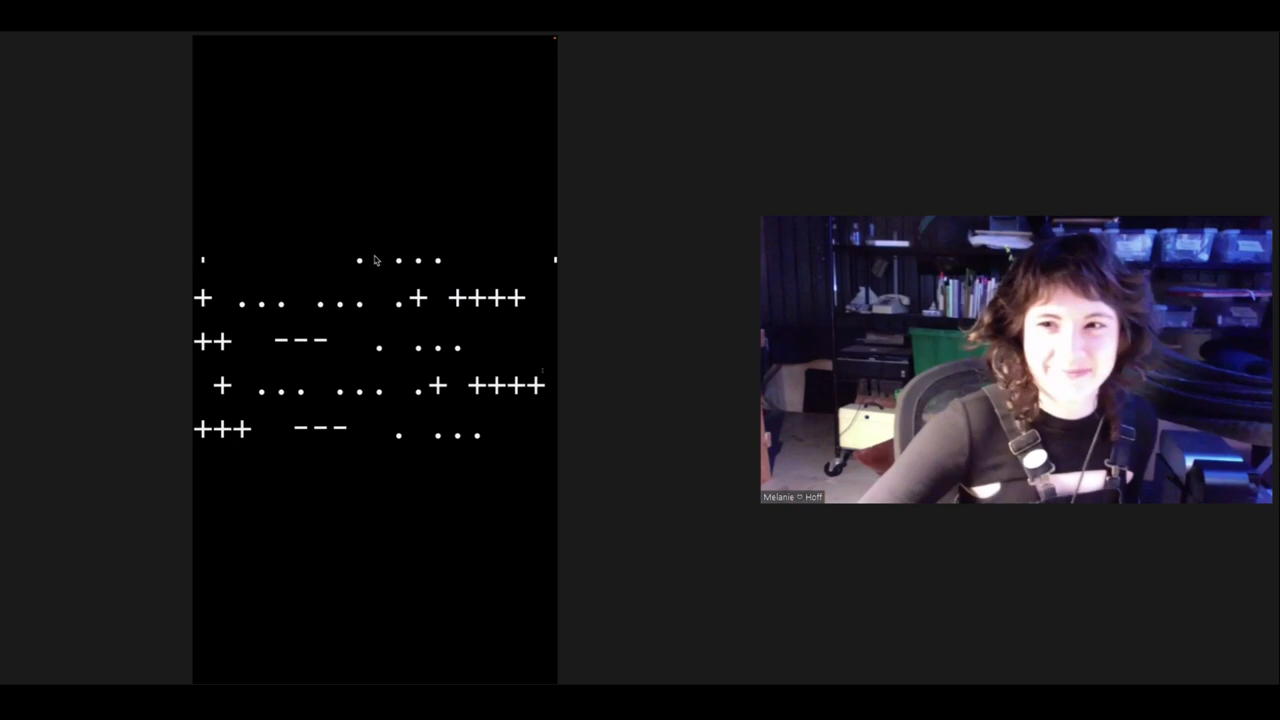 ' . . . . '
+ ... ... .+ ++++
++ --- . ...
+ ... ... .+ ++++
+++ --- . ...
Melanie ♡ Hoff